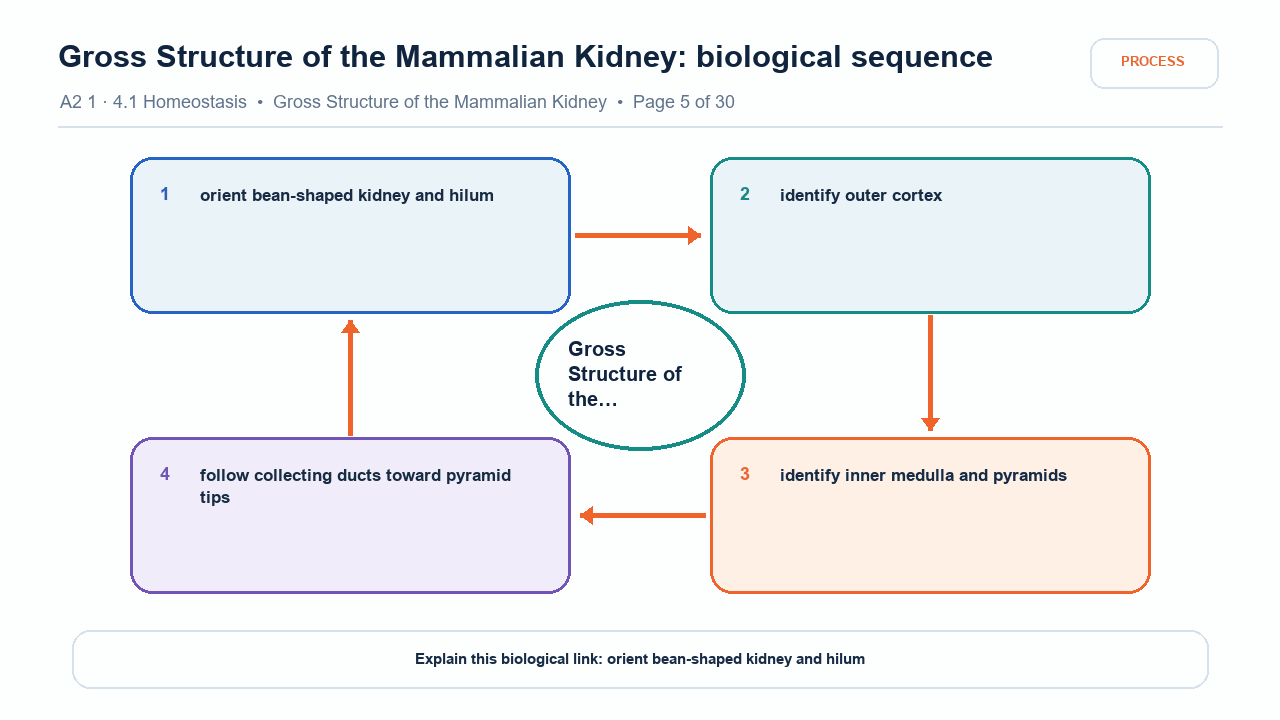 Gross Structure of the Mammalian Kidney: biological sequence
PROCESS
A2 1 · 4.1 Homeostasis • Gross Structure of the Mammalian Kidney • Page 5 of 30
1 orient bean-shaped kidney and hilum
2 identify outer cortex
Gross
Structure of
the…
4 follow collecting ducts toward pyramid
tips
3 identify inner medulla and pyramids
Explain this biological link: orient bean-shaped kidney and hilum